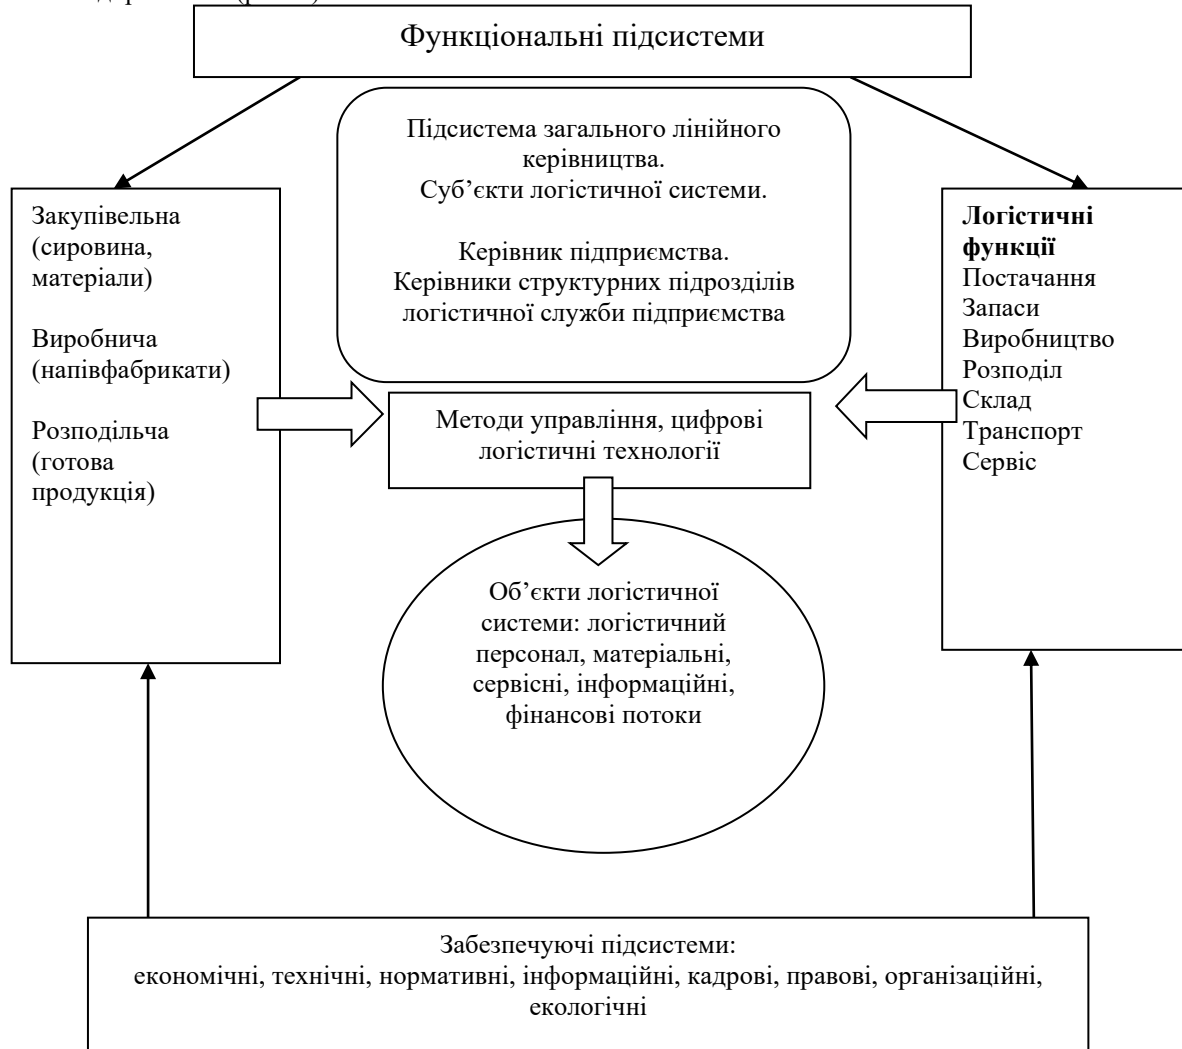 Функціональні підсистеми
Підсистема загального лінійного
керівництва.
Суб’єкти логістичної системи.
Керівник підприємства.
Керівники структурних підрозділів
логістичної служби підприємства
Закупівельна
(сировина,
матеріали)
Виробнича
(напівфабрикати)
Розподільча
(готова
продукція)
Логістичні
функції
Постачання
Запаси
Виробництво
Розподіл
Склад
Транспорт
Сервіс
Методи управління, цифрові
логістичні технології
Об’єкти логістичної
системи: логістичний
персонал, матеріальні,
сервісні, інформаційні,
фінансові потоки
Забезпечуючі підсистеми:
економічні, технічні, нормативні, інформаційні, кадрові, правові, організаційні,
екологічні